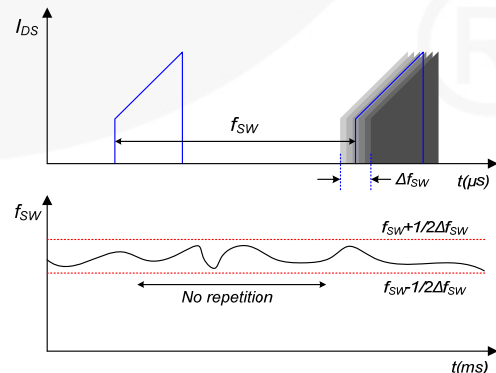 I_DS
f_SW
Δf_SW
t(μs)
f_SW
f_SW+1/2Δf_SW
No repetition
f_SW-1/2Δf_SW
t(ms)